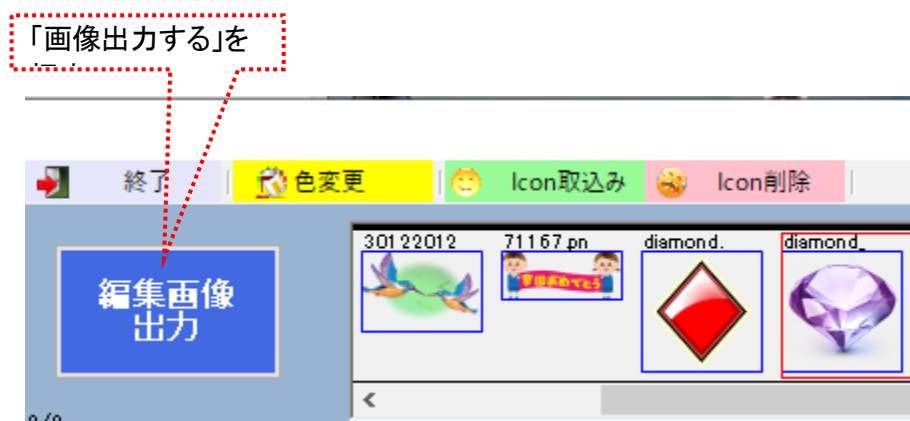 「画像出力する」を
終了
色変更
Icon取込み
Icon削除
30122012
71167.pn
diamond.
diamond_
編集画像
出力